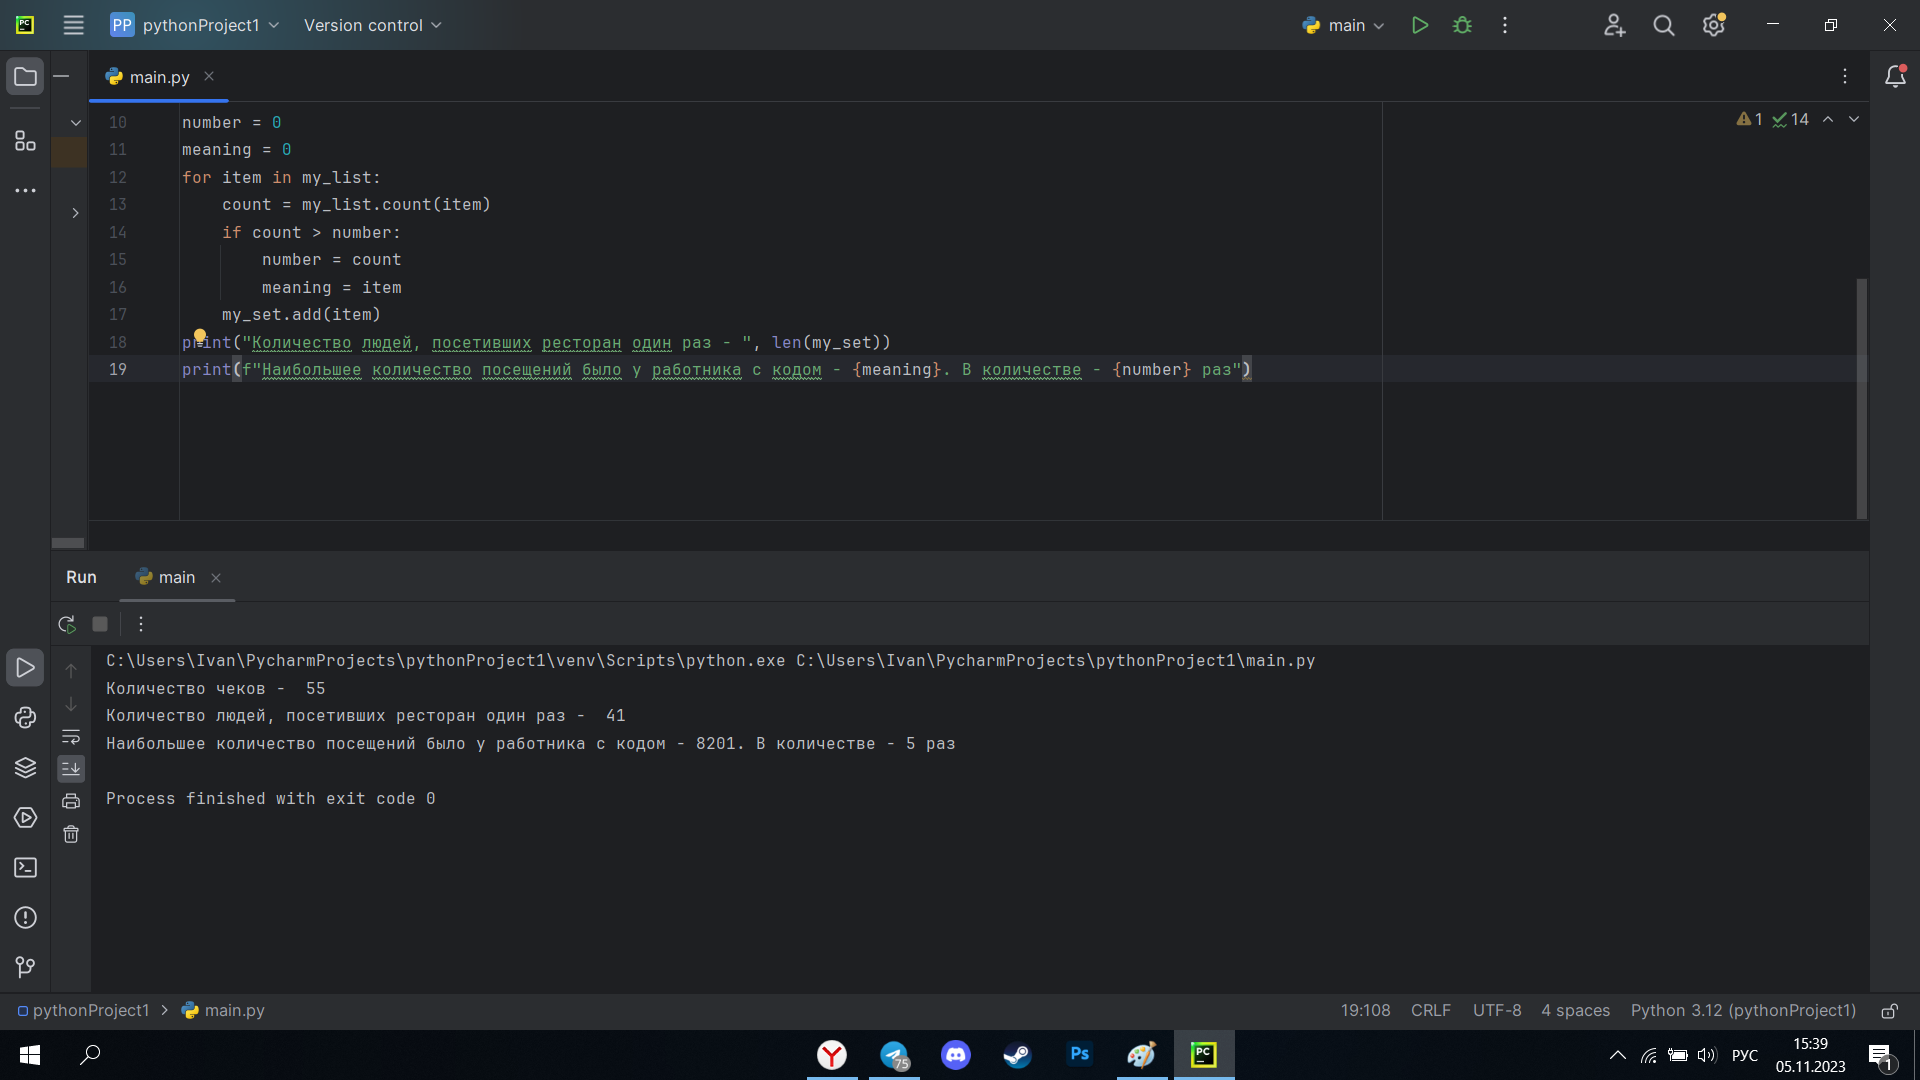 PP pythonProject1 Version control main
main.py
10 number = 0
11 meaning = 0
12 for item in my_list:
13 count = my_list.count(item)
14 if count > number:
15 number = count
16 meaning = item
17 my_set.add(item)
18 print("Количество людей, посетивших ресторан один раз - ", len(my_set))
19 print(f"Наибольшее количество посещений было у работника с кодом - {meaning}. В количестве - {number} раз")
1 14
Run main
C:\Users\Ivan\PycharmProjects\pythonProject1\venv\Scripts\python.exe C:\Users\Ivan\PycharmProjects\pythonProject1\main.py
Количество чеков -  55
Количество людей, посетивших ресторан один раз -  41
Наибольшее количество посещений было у работника с кодом - 8201. В количестве - 5 раз
Process finished with exit code 0
pythonProject1 > main.py 19:108 CRLF UTF-8 4 spaces Python 3.12 (pythonProject1)
75 Ps PC РУС 15:39
05.11.2023 1